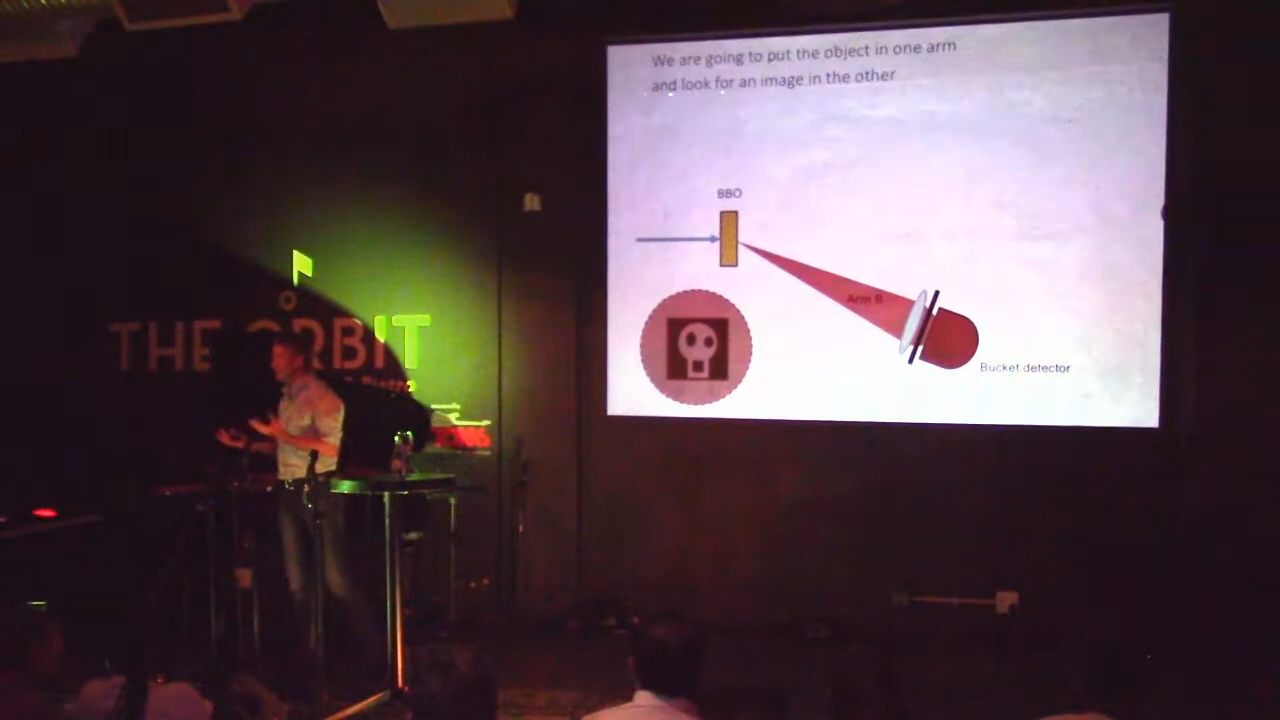 We are going to put the object in one arm
and look for an image in the other
BBO
Arm B
Bucket detector
THE ORBIT